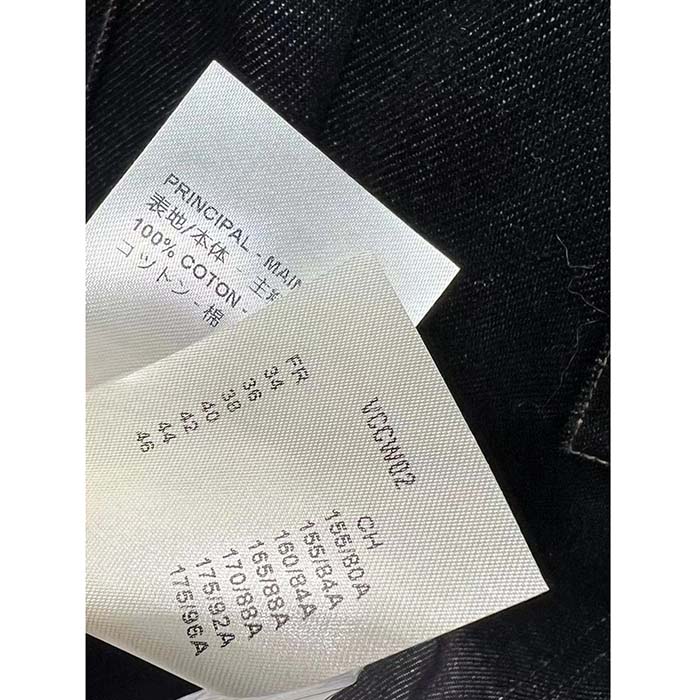 PRINCIPAL - MAIN
表地/本体 - 主
100% COTON -
コットン - 棉
VCCW02
FR CH
34 155/80A
36 155/84A
38 160/84A
40 165/88A
42 170/88A
44 175/92A
46 175/96A